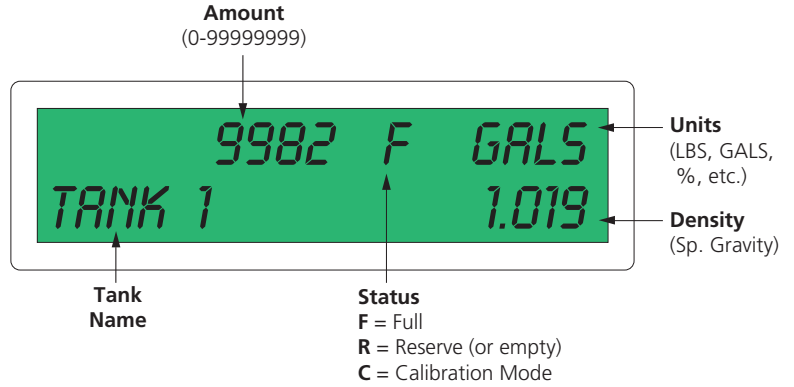 Amount
(0-99999999)
9982 F GALS
TANK 1 1.019
Units
(LBS, GALS,
%, etc.)
Density
(Sp. Gravity)
Tank
Name
Status
F = Full
R = Reserve (or empty)
C = Calibration Mode